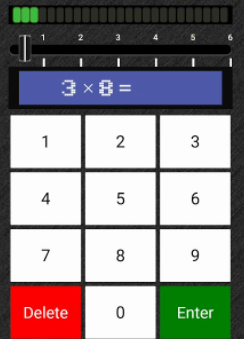 1 2 3 4 5 6
3 × 8 =
1 2 3
4 5 6
7 8 9
Delete 0 Enter